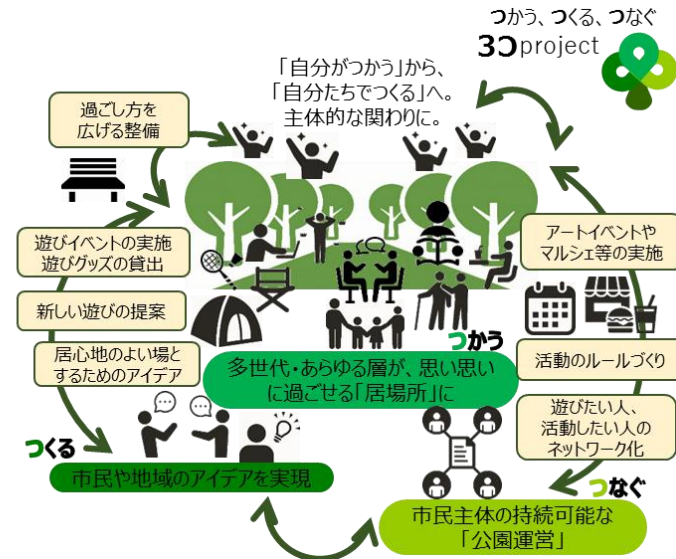 つかう、つくる、つなぐ
3つproject
「自分がつかう」から、
「自分たちでつくる」へ。
主体的な関わりに。
過ごし方を
広げる整備
遊びイベントの実施
遊びグッズの貸出
新しい遊びの提案
居心地のよい場と
するためのアイデア
アートイベントや
マルシェ等の実施
活動のルールづくり
遊びたい人、
活動したい人の
ネットワーク化
つかう
多世代・あらゆる層が、思い思い
に過ごせる「居場所」に
つくる
市民や地域のアイデアを実現
つなぐ
市民主体の持続可能な
「公園運営」